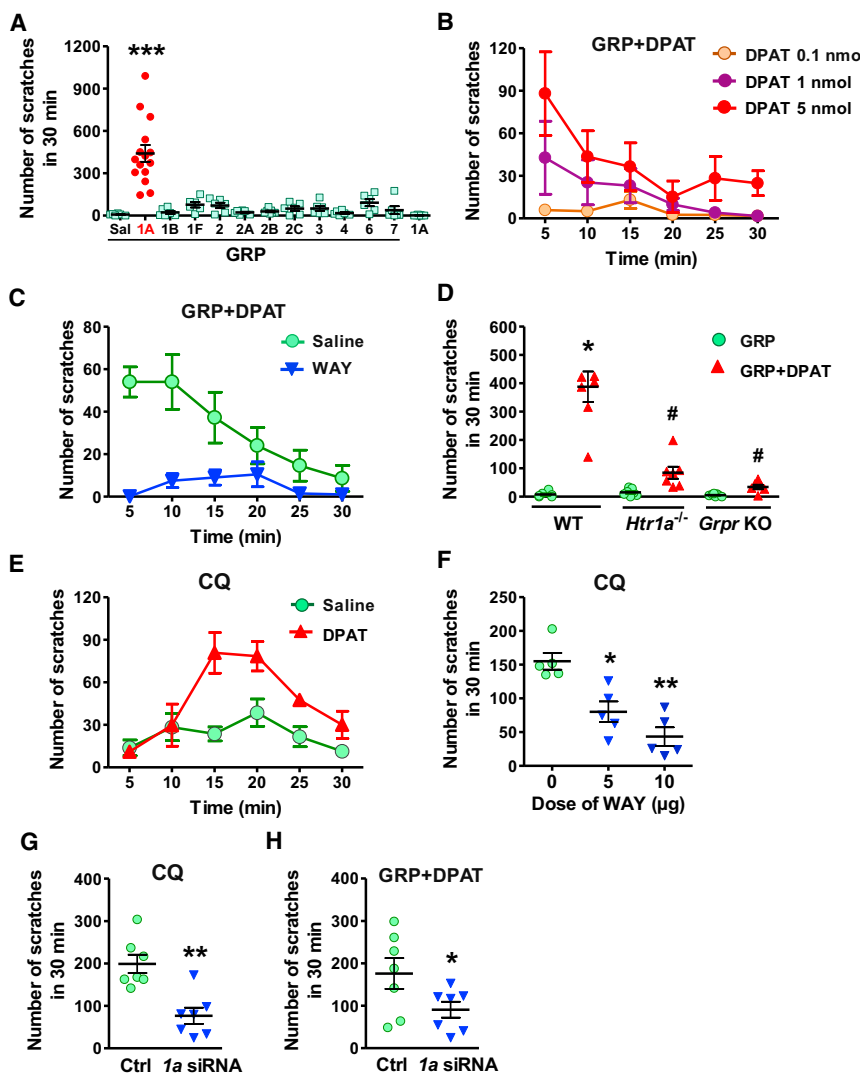 A
Number of scratches
in 30 min
1200
900
600
300
0
***
Sal 1A 1B 1F 2 2A 2B 2C 3 4 6 7 1A
GRP
B
GRP+DPAT
Number of scratches
120
90
60
30
0
DPAT 0.1 nmo
DPAT 1 nmol
DPAT 5 nmol
5 10 15 20 25 30
Time (min)
C
GRP+DPAT
Number of scratches
80
60
40
20
0
Saline
WAY
5 10 15 20 25 30
Time (min)
D
Number of scratches
in 30 min
600
500
400
300
200
100
0
GRP
GRP+DPAT
*
#
#
WT Htr1a-/- Grpr KO
E
CQ
Number of scratches
120
90
60
30
0
Saline
DPAT
5 10 15 20 25 30
Time (min)
F
CQ
Number of scratches
in 30 min
250
200
150
100
50
0
*
**
0 5 10
Dose of WAY (µg)
G
CQ
Number of scratches
in 30 min
400
300
200
100
0
**
Ctrl 1a siRNA
H
GRP+DPAT
Number of scratches
in 30 min
400
300
200
100
0
*
Ctrl 1a siRNA